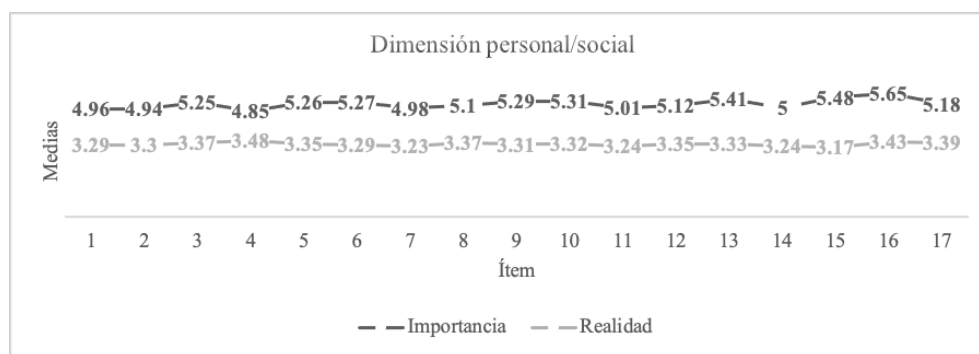 Dimensión personal/social
Medias
4.96 4.94 5.25 4.85 5.26 5.27 4.98 5.1 5.29 5.31 5.01 5.12 5.41 5 5.48 5.65 5.18
3.29 3.3 3.37 3.48 3.35 3.29 3.23 3.37 3.31 3.32 3.24 3.35 3.33 3.24 3.17 3.43 3.39
1 2 3 4 5 6 7 8 9 10 11 12 13 14 15 16 17
Ítem
Importancia Realidad